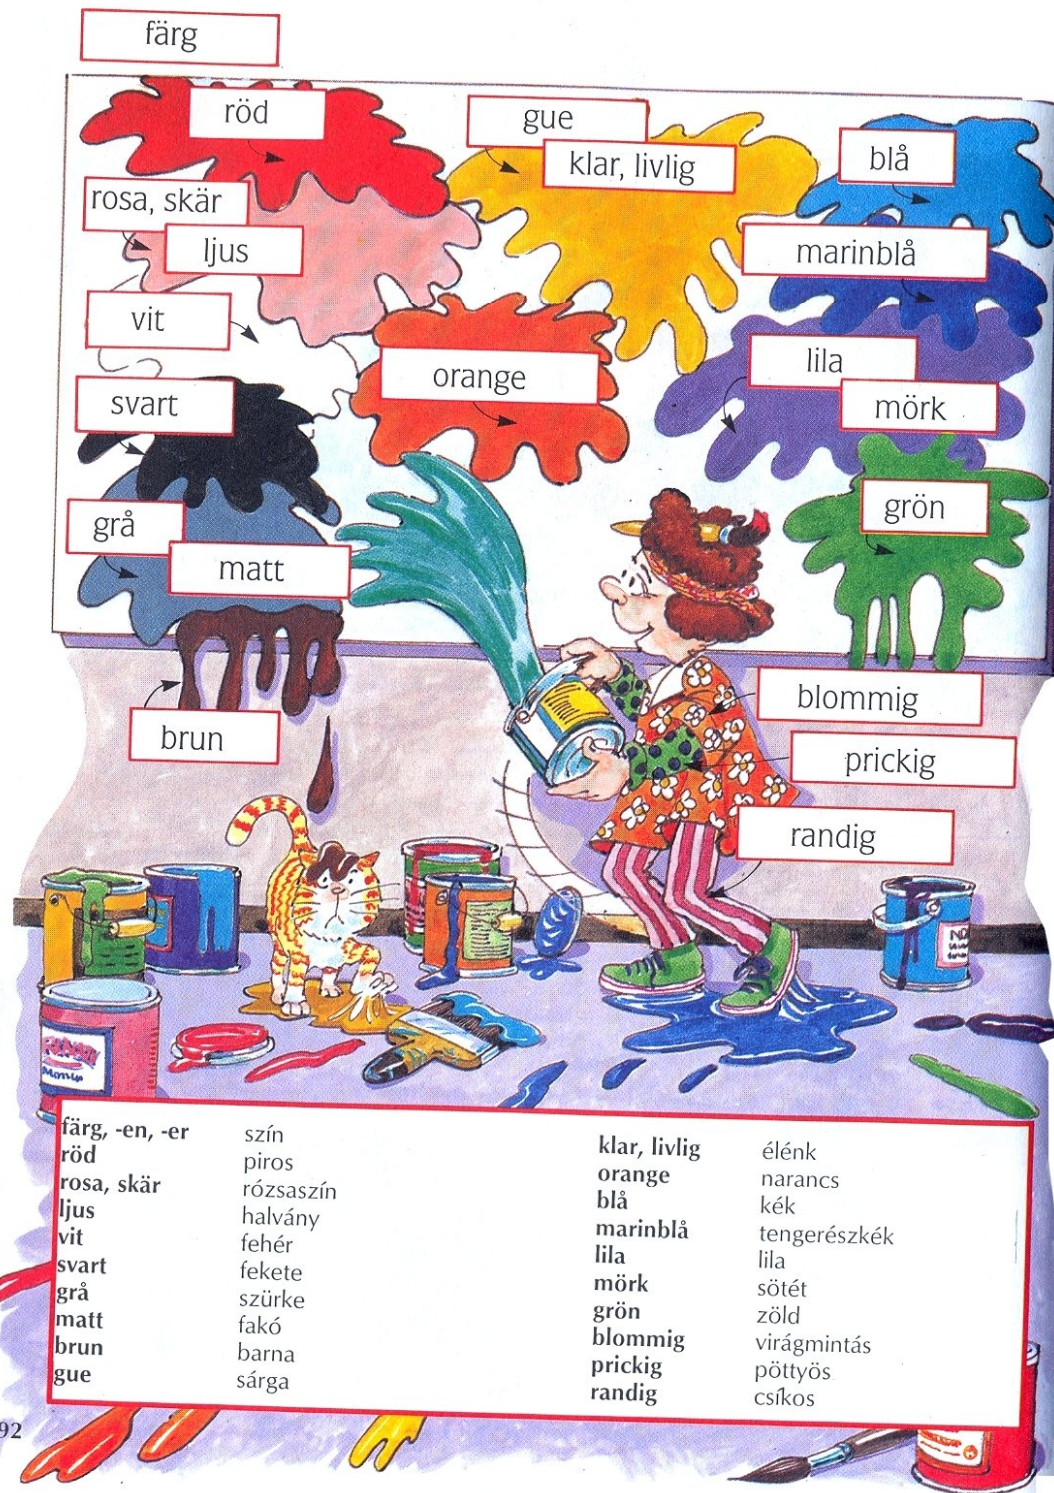 färg
röd
gue
klar, livlig
blå
rosa, skär
ljus
marinblå
vit
orange
lila
svart
mörk
grå
matt
grön
blommig
brun
prickig
randig
färg, -en, -er szín
röd piros
rosa, skär rózsaszín
ljus halvány
vit fehér
svart fekete
grå szürke
matt fakó
brun barna
gue sárga
klar, livlig élénk
orange narancs
blå kék
marinblå tengerészkék
lila lila
mörk sötét
grön zöld
blommig virágmintás
prickig pöttyös
randig csíkos
92